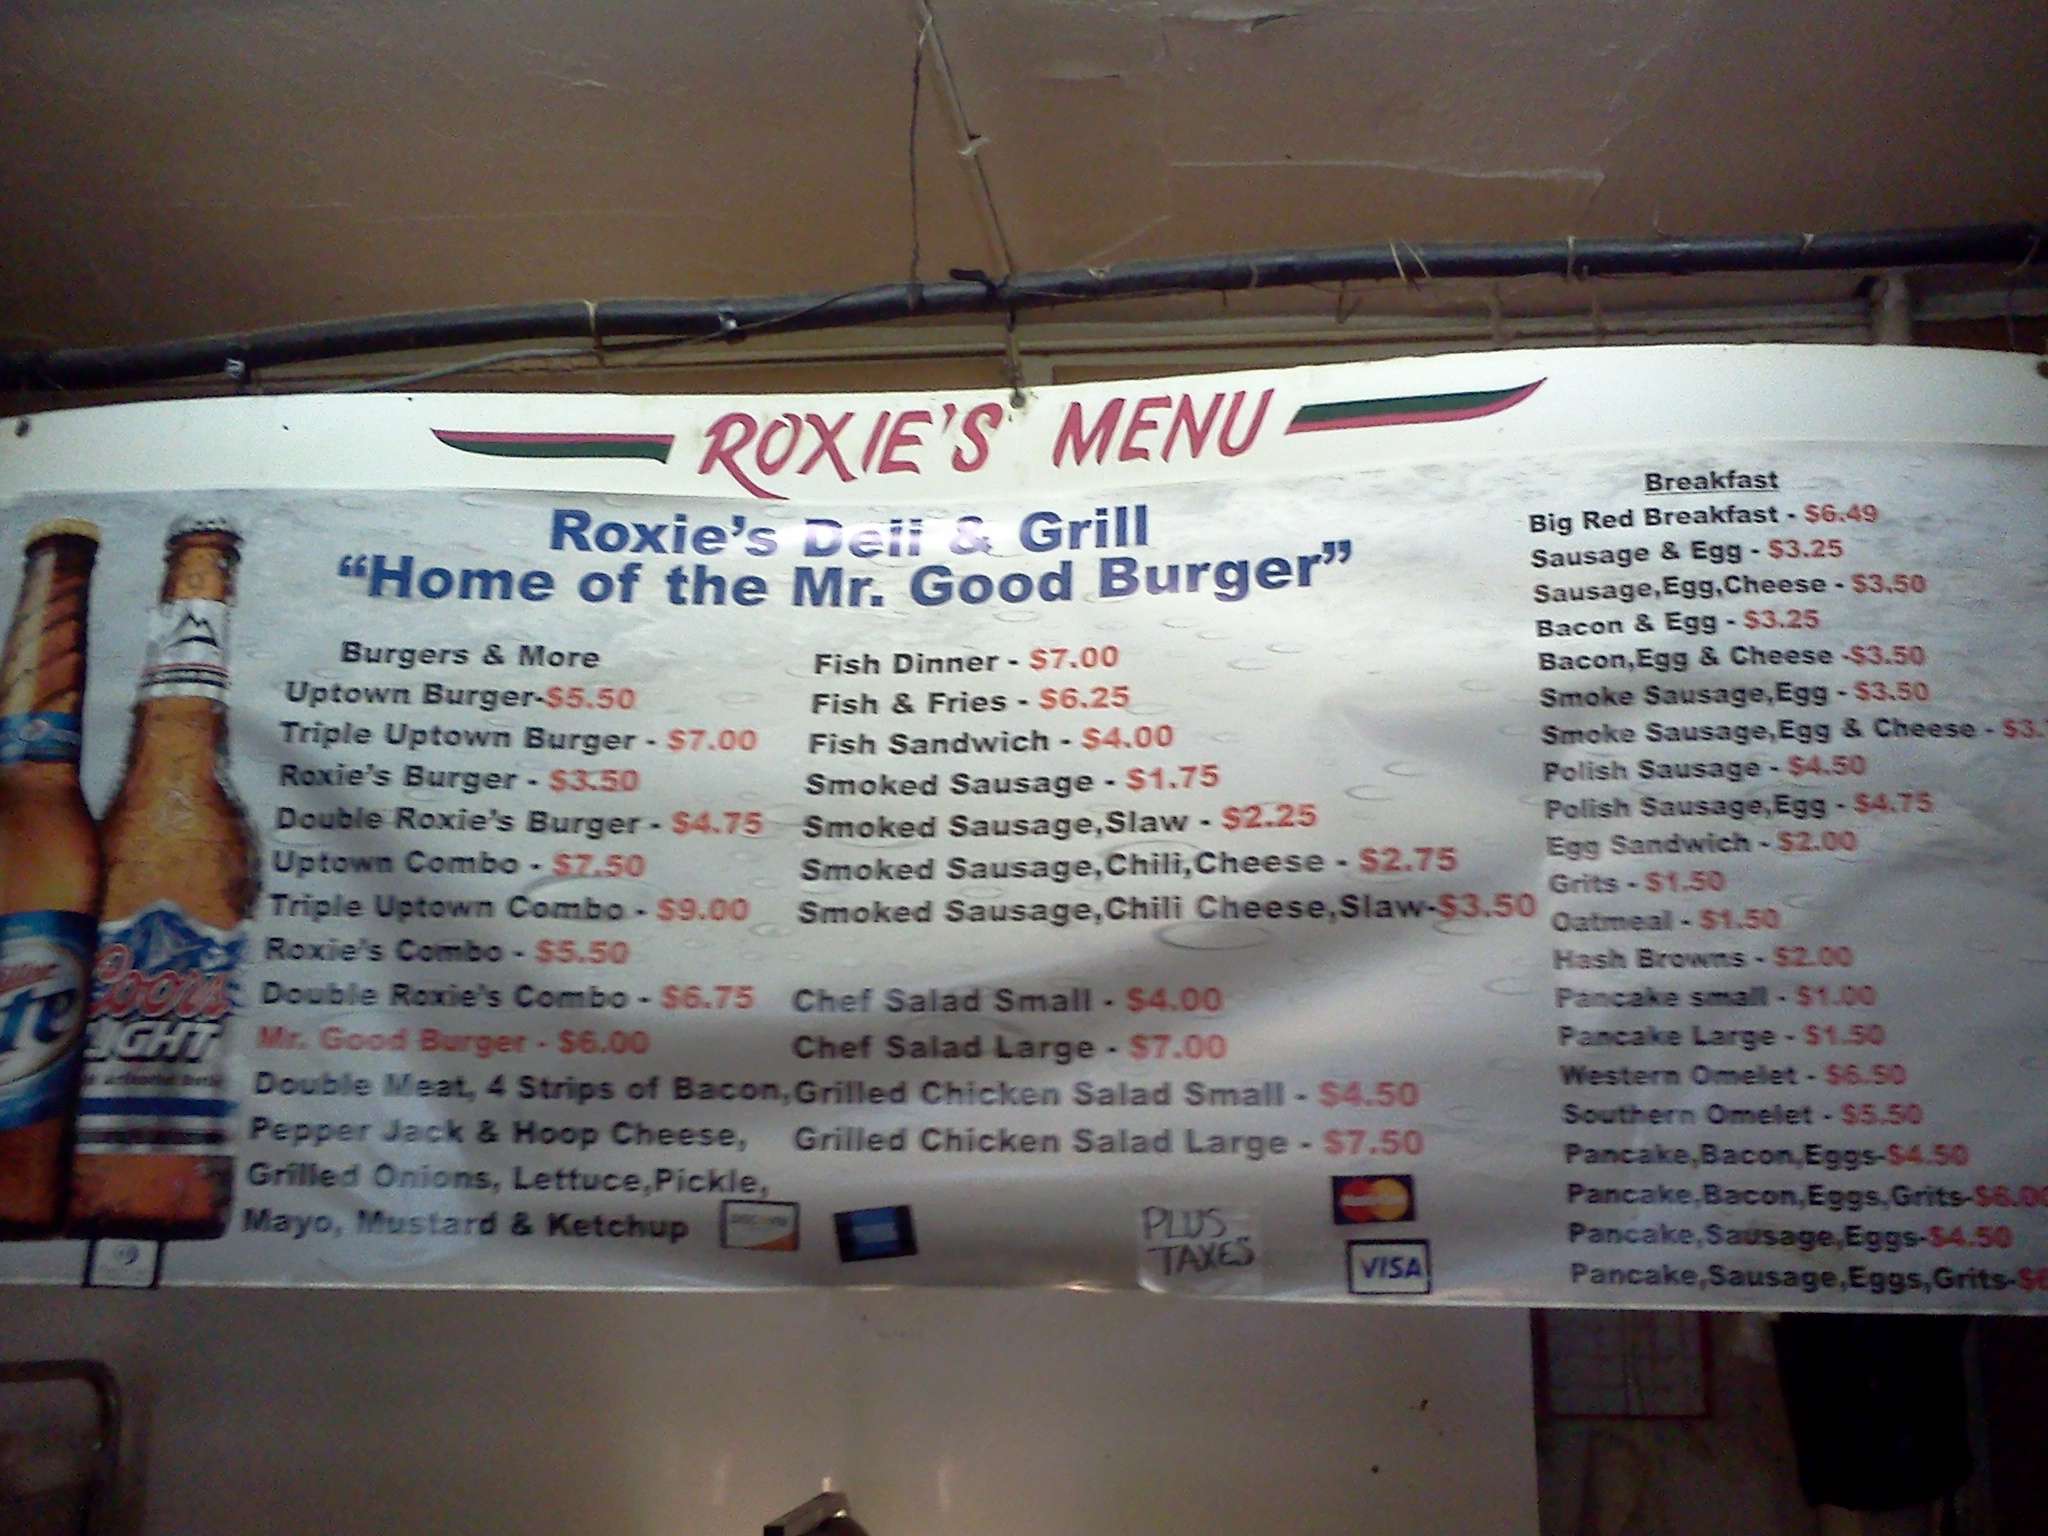 ROXIE'S MENU
Roxie's Deli & Grill
"Home of the Mr. Good Burger"
Burgers & More
Uptown Burger-$5.50
Triple Uptown Burger - $7.00
Roxie's Burger - $3.50
Double Roxie's Burger - $4.75
Uptown Combo - $7.50
Triple Uptown Combo - $9.00
Roxie's Combo - $5.50
Double Roxie's Combo - $6.75
Mr. Good Burger - $6.00
Double Meat, 4 Strips of Bacon,
Pepper Jack & Hoop Cheese,
Grilled Onions, Lettuce,Pickle,
Mayo, Mustard & Ketchup
Fish Dinner - $7.00
Fish & Fries - $6.25
Fish Sandwich - $4.00
Smoked Sausage - $1.75
Smoked Sausage,Slaw - $2.25
Smoked Sausage,Chili,Cheese - $2.75
Smoked Sausage,Chili Cheese,Slaw-$3.50
Chef Salad Small - $4.00
Chef Salad Large - $7.00
Grilled Chicken Salad Small - $4.50
Grilled Chicken Salad Large - $7.50
Breakfast
Big Red Breakfast - $6.49
Sausage & Egg - $3.25
Sausage,Egg,Cheese - $3.50
Bacon & Egg - $3.25
Bacon,Egg & Cheese -$3.50
Smoke Sausage,Egg - $3.50
Smoke Sausage,Egg & Cheese - $3.
Polish Sausage - $4.50
Polish Sausage,Egg - $4.75
Egg Sandwich - $2.00
Grits - $1.50
Oatmeal - $1.50
Hash Browns - $2.00
Pancake small - $1.00
Pancake Large - $1.50
Western Omelet - $6.50
Southern Omelet - $5.50
Pancake,Bacon,Eggs-$4.50
Pancake,Bacon,Eggs,Grits-$6.00
Pancake,Sausage,Eggs-$4.50
Pancake,Sausage,Eggs,Grits-$6
Coors
LIGHT
DISCOVER
PLUS
TAXES
MasterCard
VISA